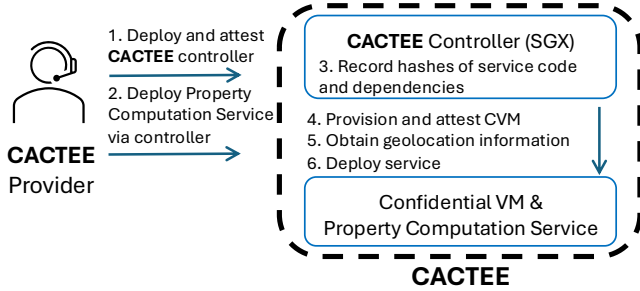 1. Deploy and attest
CACTEE controller
2. Deploy Property
Computation Service
via controller
CACTEE
Provider
CACTEE Controller (SGX)
3. Record hashes of service code
and dependencies
4. Provision and attest CVM
5. Obtain geolocation information
6. Deploy service
Confidential VM &
Property Computation Service
CACTEE